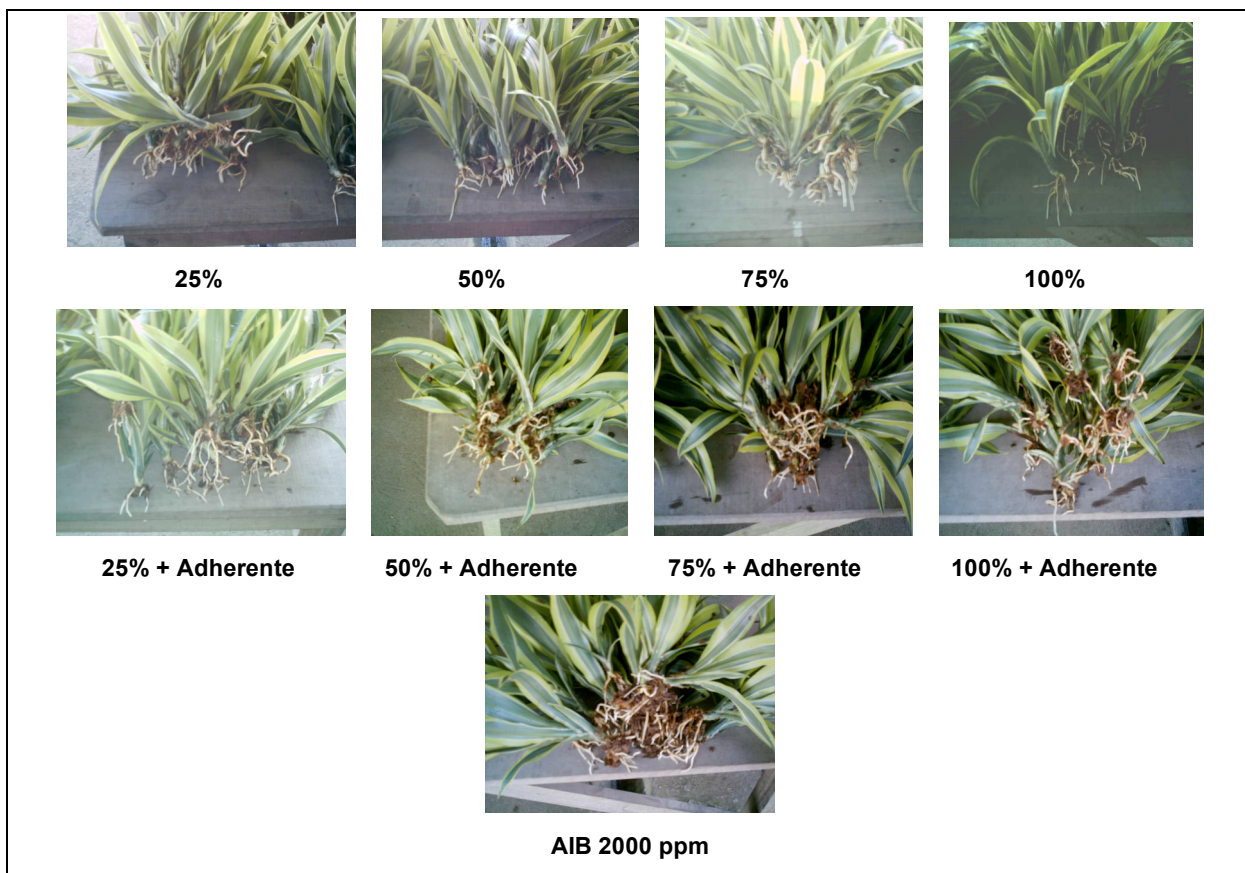 25% 50% 75% 100%
25% + Adherente 50% + Adherente 75% + Adherente 100% + Adherente
AIB 2000 ppm